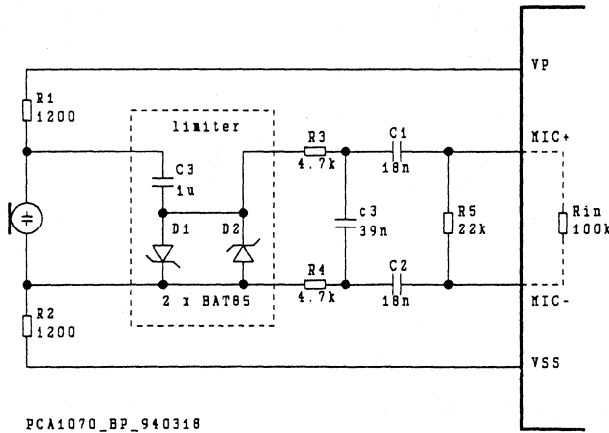 VP
R1
1200
limiter
R3
4.7k
C1
18n
MIC+
C3
1u
D1
D2
c3
39n
R5
22k
Rin
100k
R4
4.7k
C2
18n
2 x BAT85
MIC-
R2
1200
VSS
PCA1070_BP_940318